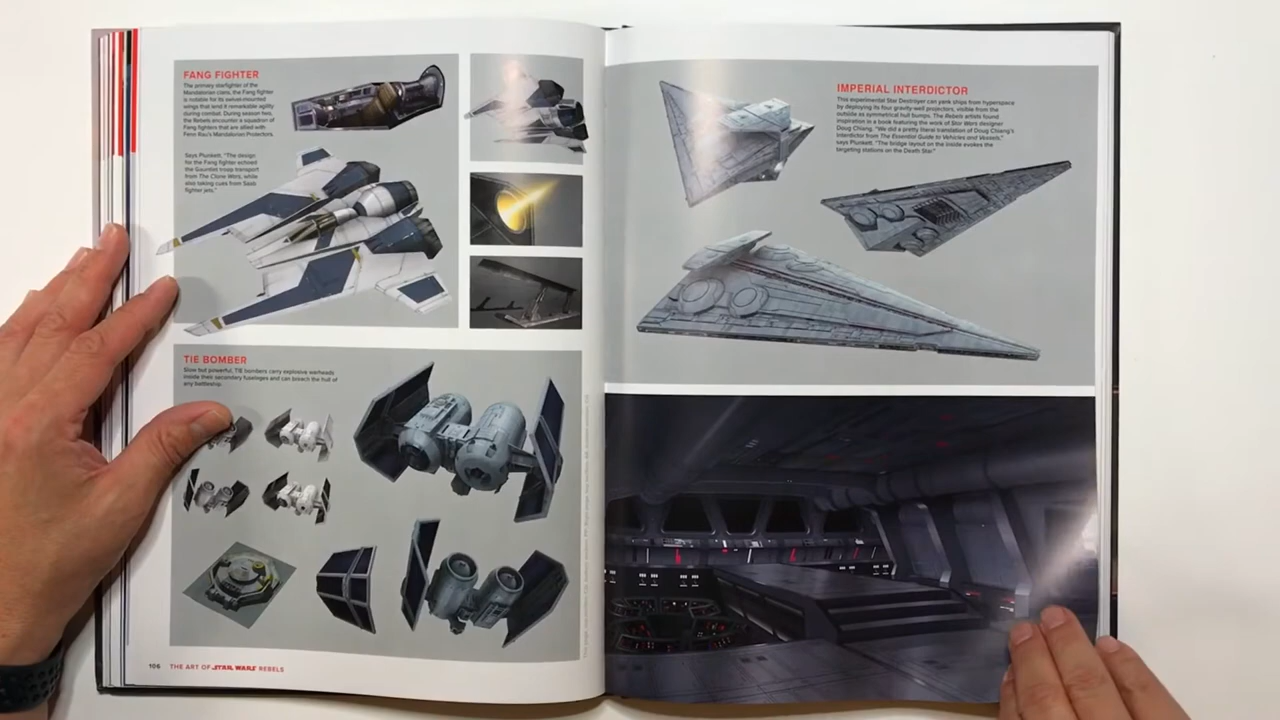 FANG FIGHTER
The primary starfighter of the
Mandalorian clans, the Fang fighter
is notable for its swivel-mounted
wings that lend it remarkable agility
during combat. During season two,
the Rebels encounter a squadron of
Fang fighters that are allied with
Fenn Rau's Mandalorian Protectors.
Says Plunkett, "The design
for the Fang fighter echoed
the Gauntlet troop transport
from The Clone Wars, while
also taking cues from Saab
fighter jets."
TIE BOMBER
Slow but powerful, TIE bombers carry explosive warheads
inside their secondary fuselages and can breach the hull of
any battleship.
106 THE ART OF STAR WARS REBELS
IMPERIAL INTERDICTOR
This experimental Star Destroyer can yank ships from hyperspace
by deploying its four gravity-well projectors, visible from the
outside as symmetrical hull bumps. The Rebels artists found
inspiration in a book featuring the work of Star Wars designer
Doug Chiang. "We did a pretty literal translation of Doug Chiang's
Interdictor from The Essential Guide to Vehicles and Vessels,"
says Plunkett. "The bridge layout on the inside evokes the
targeting stations on the Death Star."